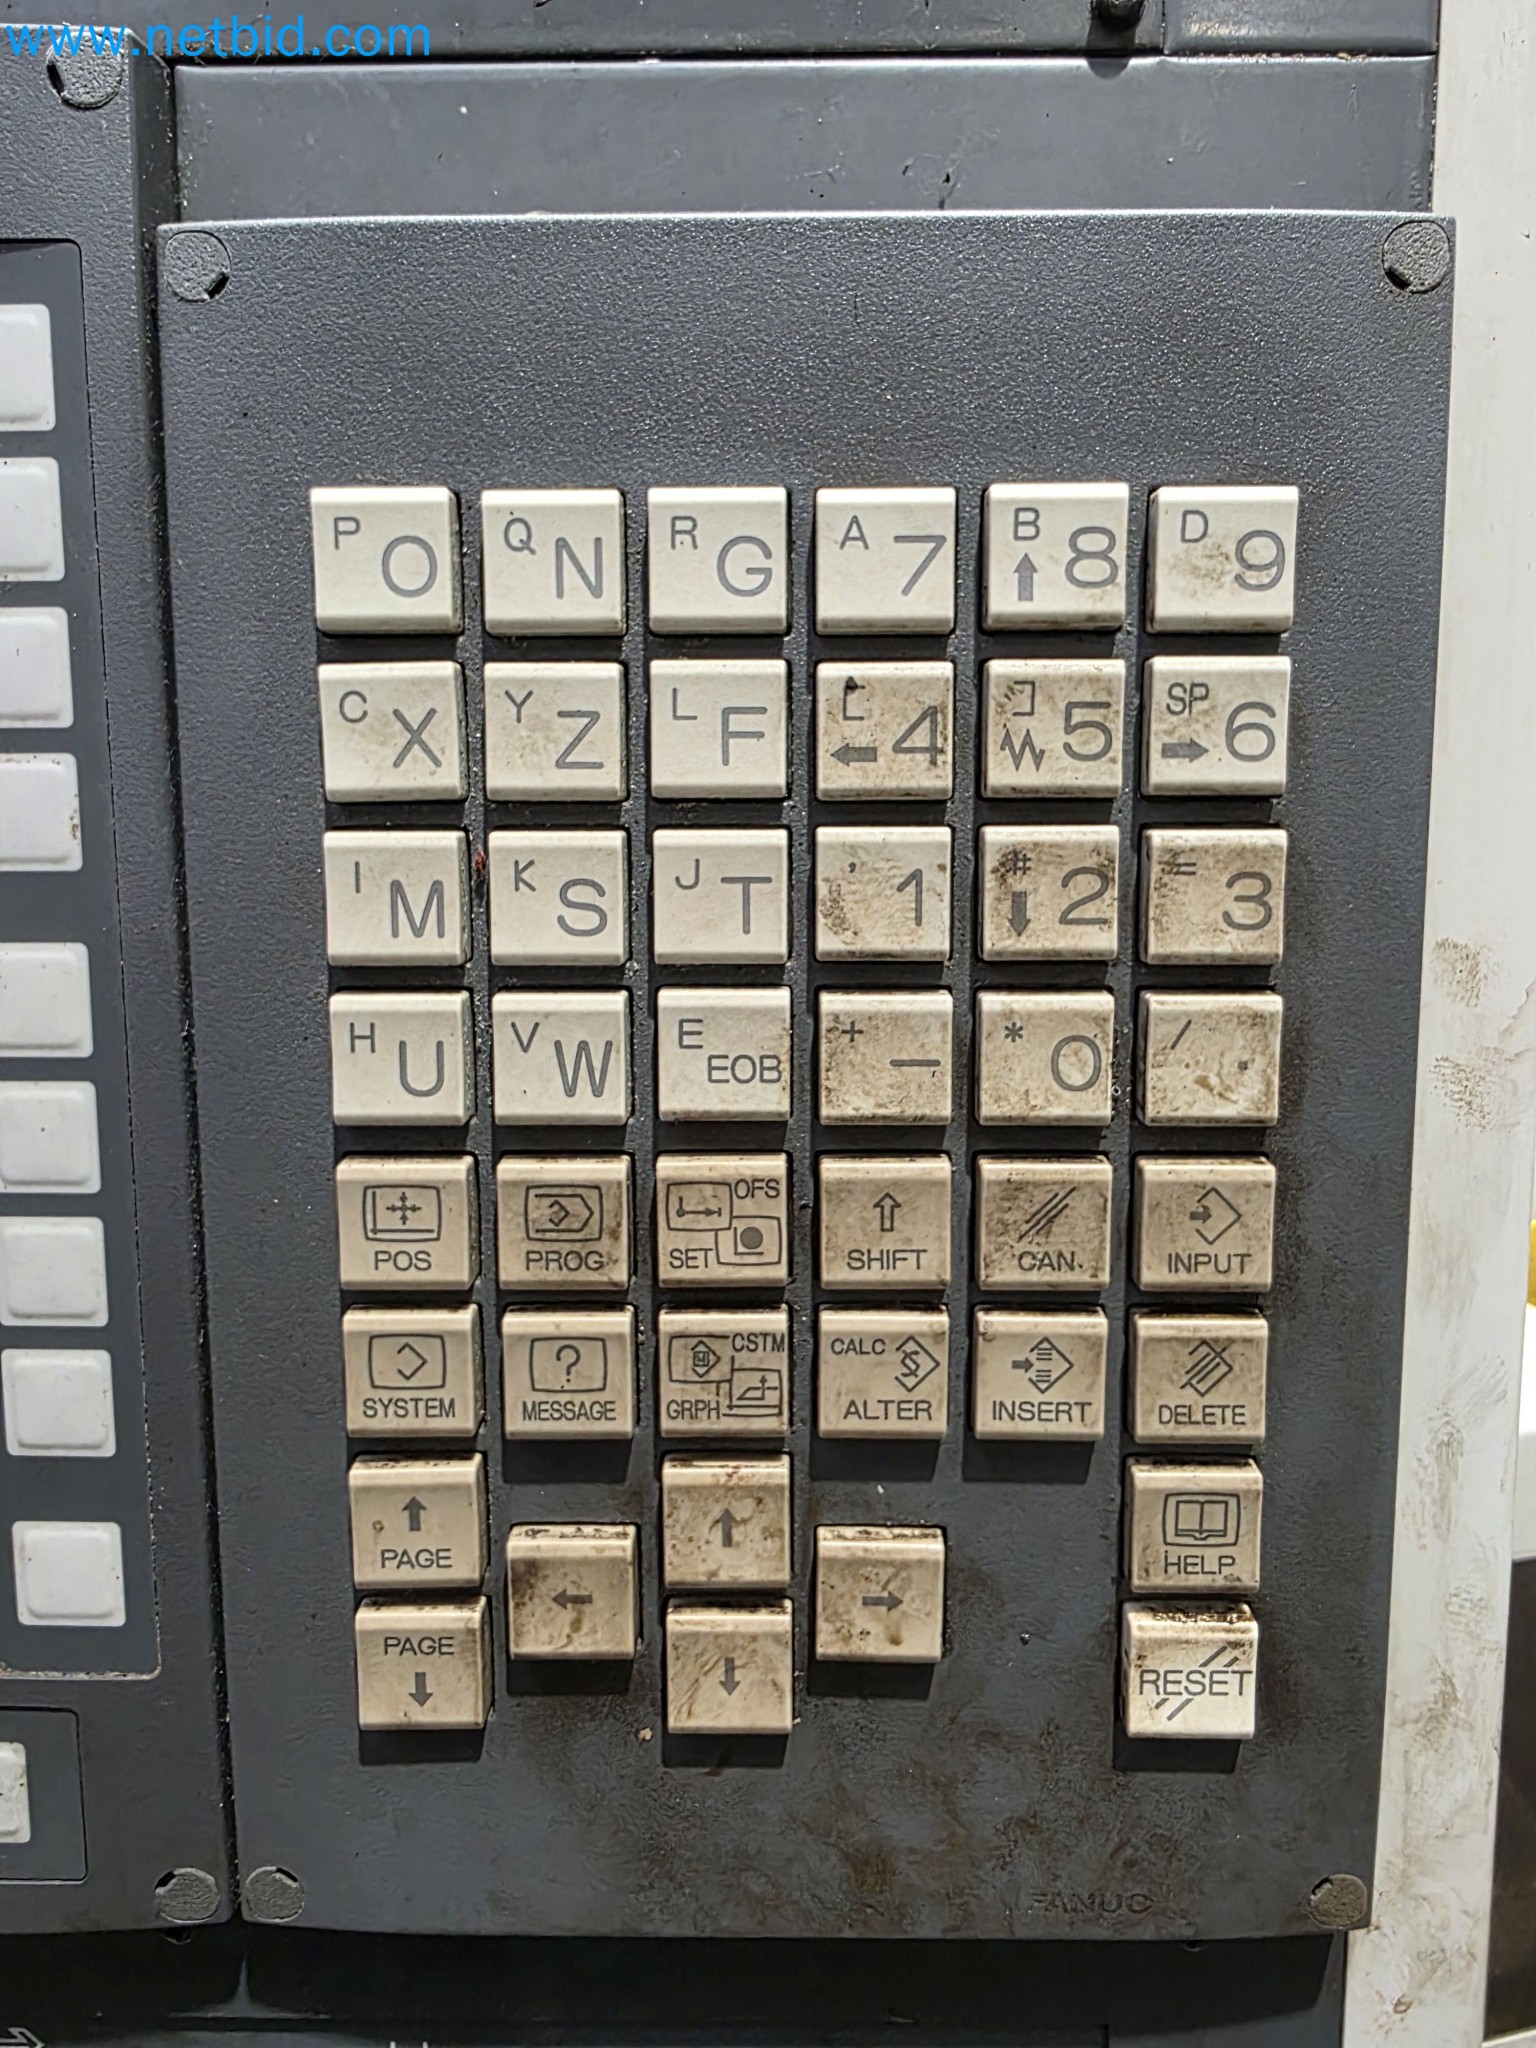 www.netbid.com
P O Q N R G A 7 B ↑ 8 D 9
C X Y Z L F [ ← 4 ] 5 SP → 6
I M K S J T , 1 # ↓ 2 = 3
H U V W E EOB + - * 0 / .
POS PROG OFS SET SHIFT CAN INPUT
SYSTEM MESSAGE CSTM GRPH CALC ALTER INSERT DELETE
↑ PAGE ↑ HELP
← →
PAGE ↓ ↓ RESET
FANUC